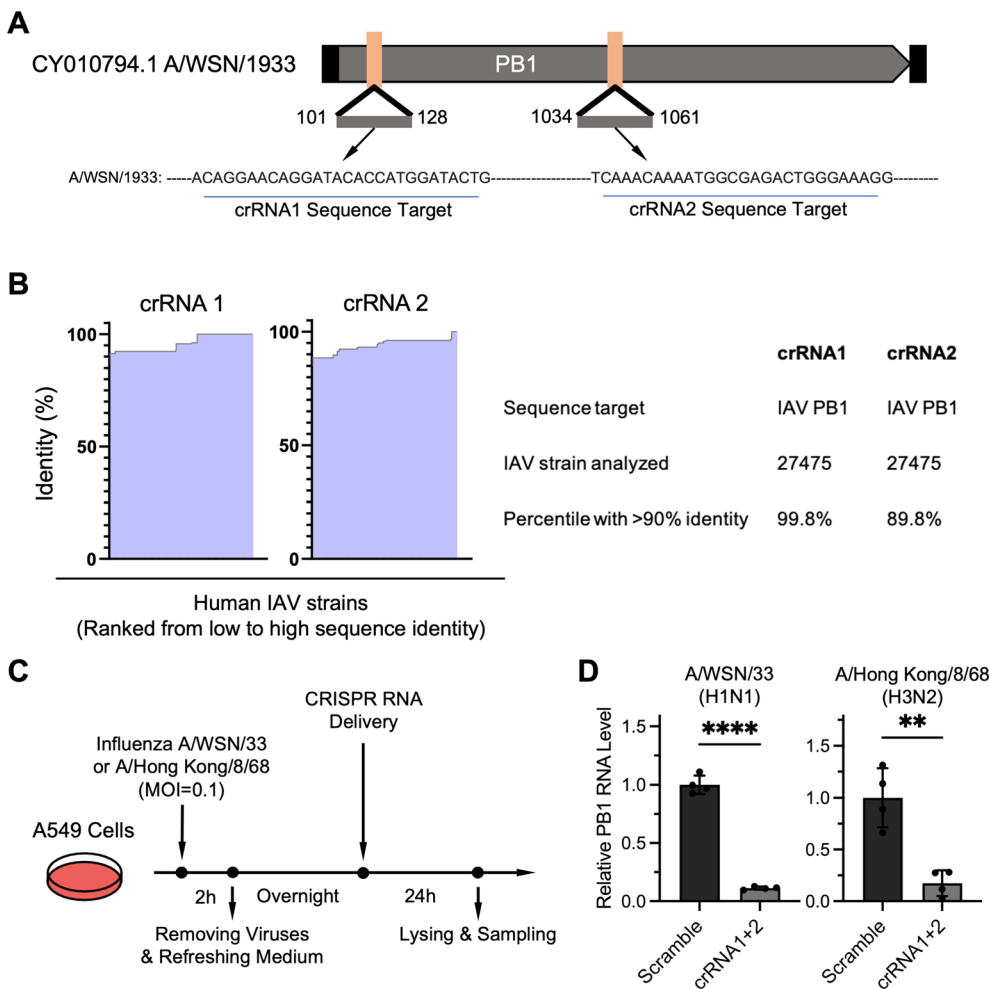 A
CY010794.1 A/WSN/1933
PB1
101
128
1034
1061
A/WSN/1933: -----ACAGGAACAGGATACACCATGGATACTG--------------------TCAAACAAAATGGCGAGACTGGGAAAGG---------
crRNA1 Sequence Target
crRNA2 Sequence Target
B
crRNA 1
crRNA 2
Identity (%)
100
50
0
100
50
0
Human IAV strains
(Ranked from low to high sequence identity)
crRNA1 crRNA2
Sequence target IAV PB1 IAV PB1
IAV strain analyzed 27475 27475
Percentile with >90% identity 99.8% 89.8%
C
Influenza A/WSN/33
or A/Hong Kong/8/68
(MOI=0.1)
CRISPR RNA
Delivery
A549 Cells
2h
Overnight
24h
Removing Viruses
& Refreshing Medium
Lysing & Sampling
D
A/WSN/33
(H1N1)
Relative PB1 RNA Level
1.5
1.0
0.5
0.0
****
Scramble
crRNA1+2
A/Hong Kong/8/68
(H3N2)
1.5
1.0
0.5
0.0
**
Scramble
crRNA1+2